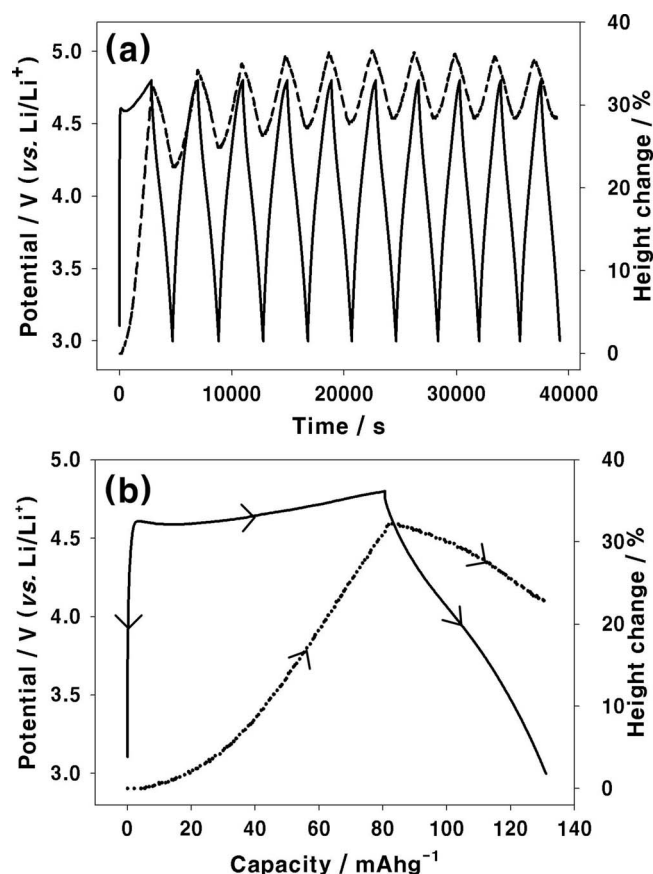 (a)
Potential / V (vs. Li/Li⁺)
5.0
4.5
4.0
3.5
3.0
40
30
20
10
0
Height change / %
0 10000 20000 30000 40000
Time / s
(b)
Potential / V (vs. Li/Li⁺)
5.0
4.5
4.0
3.5
3.0
40
30
20
10
0
Height change / %
0 20 40 60 80 100 120 140
Capacity / mAhg⁻¹